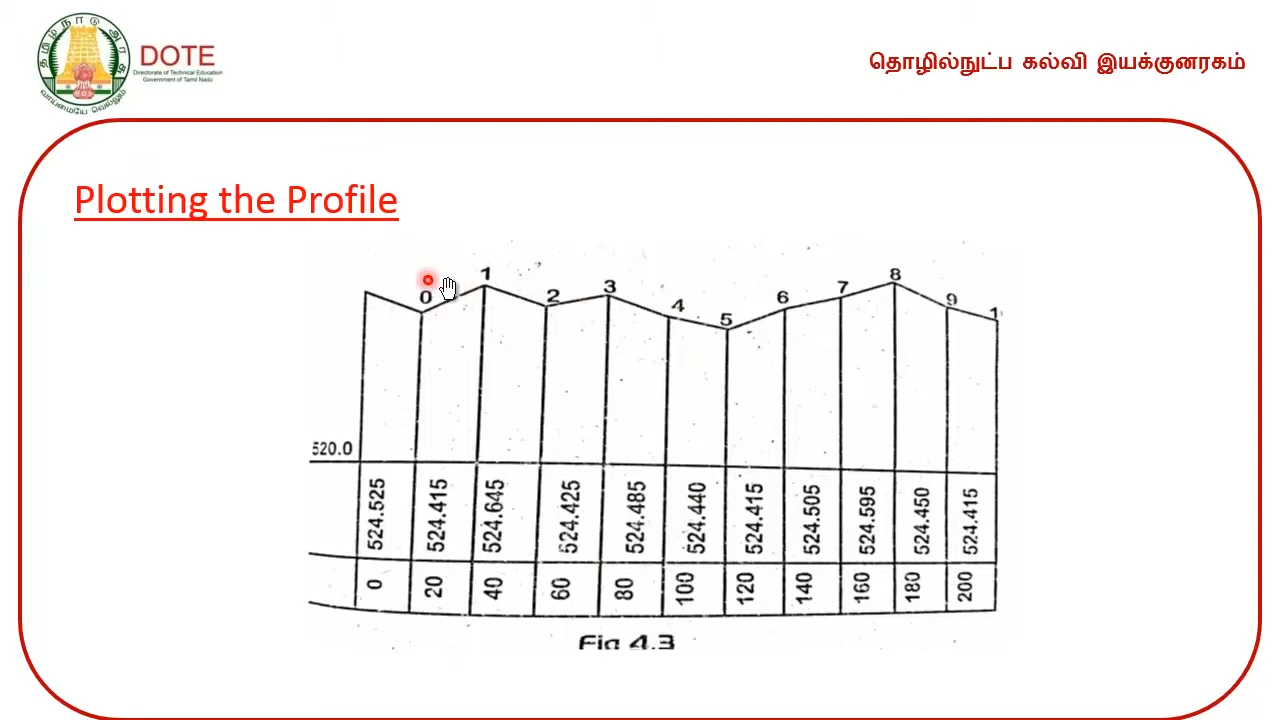 தமிழ்நாடு அரசு
வாய்மையே வெல்லும்
DOTE
Directorate of Technical Education
Government of Tamil Nadu
தொழில்நுட்ப கல்வி இயக்குனரகம்
Plotting the Profile
0 1 2 3 4 5 6 7 8 9 1
520.0
524.525 524.415 524.645 524.425 524.485 524.440 524.415 524.505 524.595 524.450 524.415
0 20 40 60 80 100 120 140 160 180 200
Fig 4.3